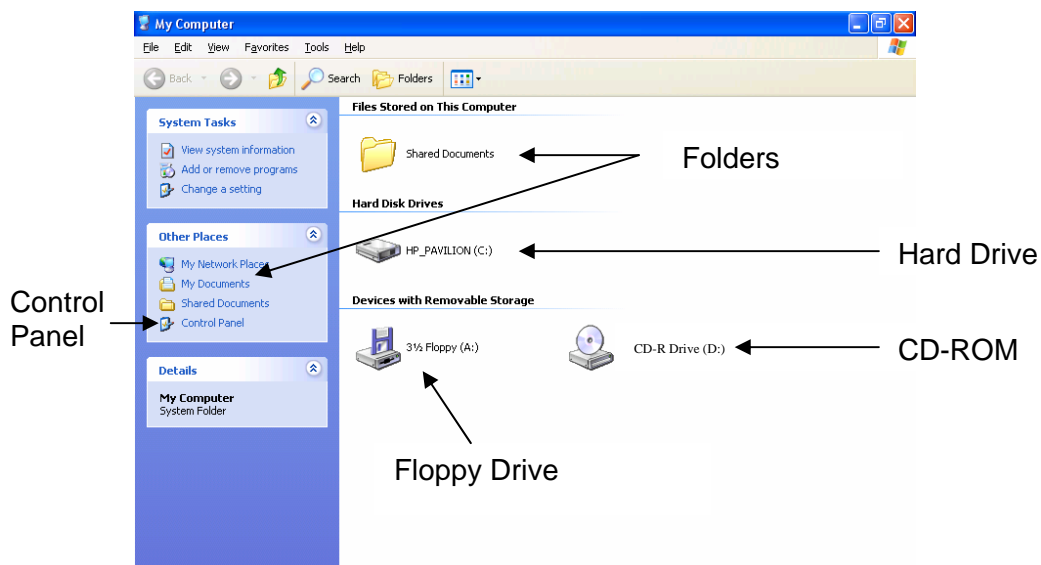 My Computer
File Edit View Favorites Tools Help
Back Search Folders
System Tasks
View system information
Add or remove programs
Change a setting
Other Places
My Network Places
My Documents
Shared Documents
Control Panel
Details
My Computer
System Folder
Files Stored on This Computer
Shared Documents
Hard Disk Drives
HP_PAVILION (C:)
Devices with Removable Storage
3½ Floppy (A:)
CD-R Drive (D:)
Folders
Hard Drive
CD-ROM
Floppy Drive
Control
Panel